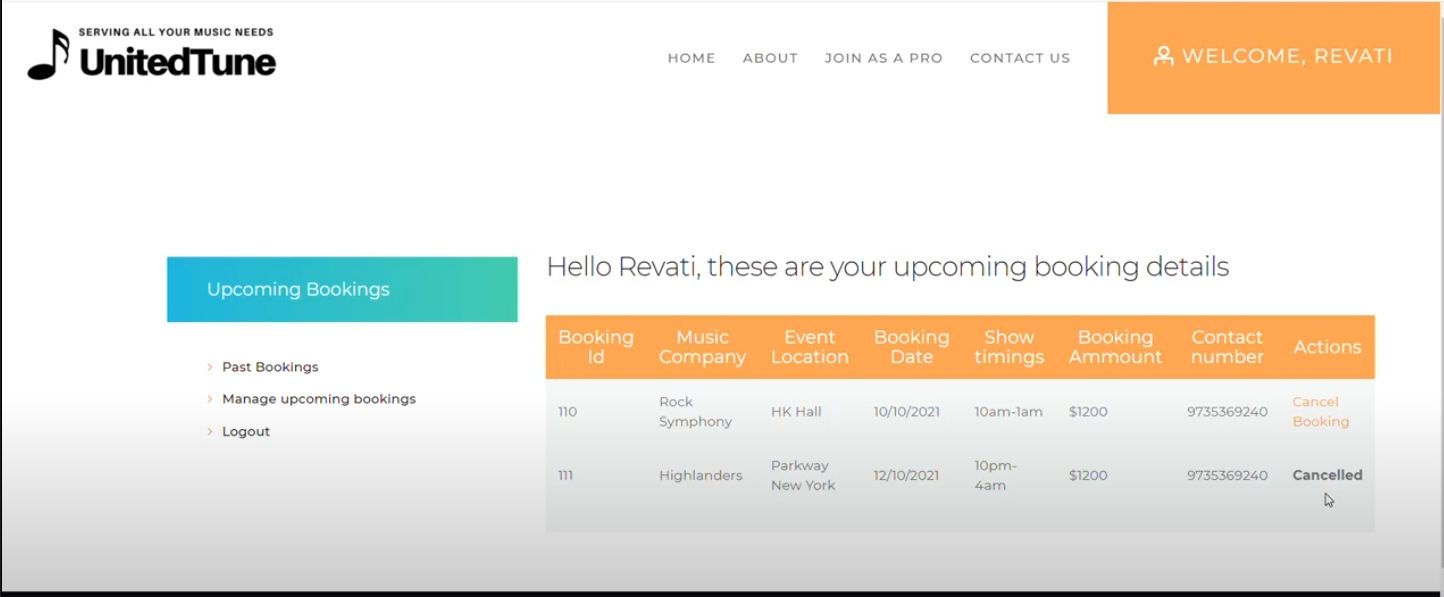 SERVING ALL YOUR MUSIC NEEDS
UnitedTune
HOME ABOUT JOIN AS A PRO CONTACT US
WELCOME, REVATI
Upcoming Bookings
Past Bookings
Manage upcoming bookings
Logout
Hello Revati, these are your upcoming booking details
Booking Id Music Company Event Location Booking Date Show timings Booking Ammount Contact number Actions
110 Rock Symphony HK Hall 10/10/2021 10am-1am $1200 9735369240 Cancel Booking
111 Highlanders Parkway New York 12/10/2021 10pm-4am $1200 9735369240 Cancelled